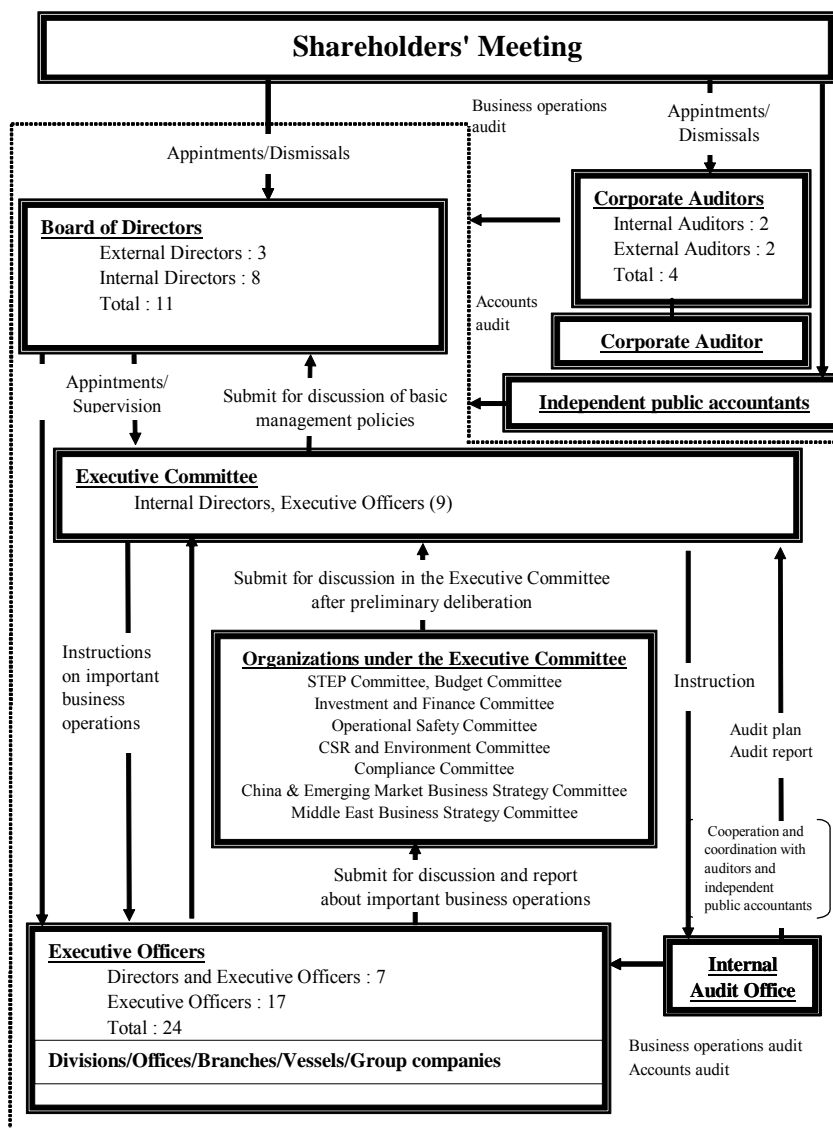 Shareholders' Meeting
Business operations
audit
Appointments/
Dismissals
Appintments/Dismissals
Board of Directors
External Directors : 3
Internal Directors : 8
Total : 11
Corporate Auditors
Internal Auditors : 2
External Auditors : 2
Total : 4
Accounts
audit
Corporate Auditor
Independent public accountants
Appintments/
Supervision
Submit for discussion of basic
management policies
Executive Committee
Internal Directors, Executive Officers (9)
Submit for discussion in the Executive Committee
after preliminary deliberation
Instructions
on important
business
operations
Organizations under the Executive Committee
STEP Committee, Budget Committee
Investment and Finance Committee
Operational Safety Committee
CSR and Environment Committee
Compliance Committee
China & Emerging Market Business Strategy Committee
Middle East Business Strategy Committee
Instruction
Audit plan
Audit report
Cooperation and
coordination with
auditors and
independent
public accountants
Submit for discussion and report
about important business operations
Executive Officers
Directors and Executive Officers : 7
Executive Officers : 17
Total : 24
Divisions/Offices/Branches/Vessels/Group companies
Internal
Audit Office
Business operations audit
Accounts audit